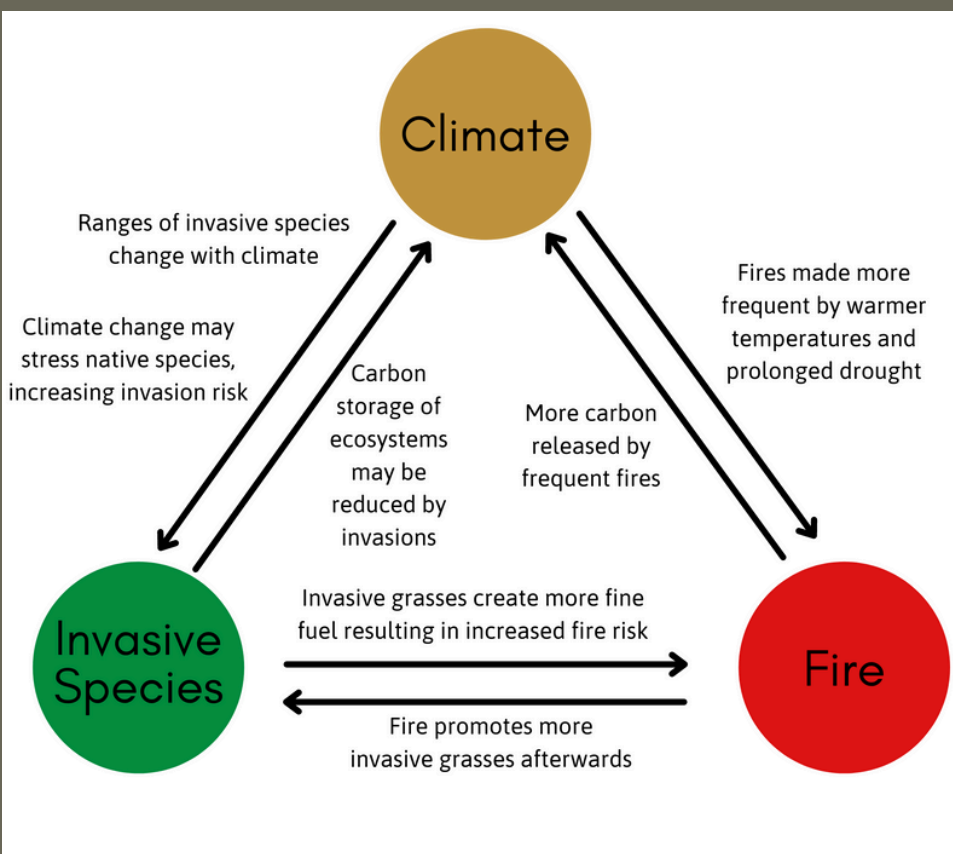 Climate
Ranges of invasive species
change with climate
Climate change may
stress native species,
increasing invasion risk
Carbon
storage of
ecosystems
may be
reduced by
invasions
More carbon
released by
frequent fires
Fires made more
frequent by warmer
temperatures and
prolonged drought
Invasive
Species
Invasive grasses create more fine
fuel resulting in increased fire risk
Fire promotes more
invasive grasses afterwards
Fire